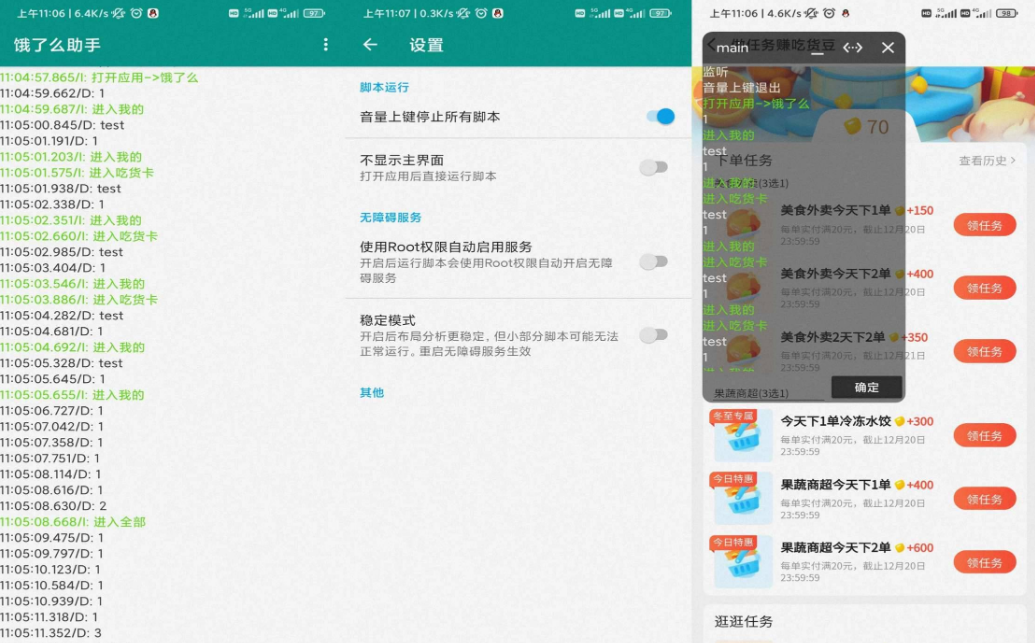 上午11:06 | 6.4K/s
97
饿了么助手
11:04:57.865/I: 打开应用->饿了么
11:04:59.662/D: 1
11:04:59.687/I: 进入我的
11:05:00.845/D: test
11:05:01.191/D: 1
11:05:01.203/I: 进入我的
11:05:01.575/I: 进入吃货卡
11:05:01.938/D: test
11:05:02.338/D: 1
11:05:02.351/I: 进入我的
11:05:02.660/I: 进入吃货卡
11:05:02.985/D: test
11:05:03.404/D: 1
11:05:03.546/I: 进入我的
11:05:03.886/I: 进入吃货卡
11:05:04.282/D: test
11:05:04.681/D: 1
11:05:04.692/I: 进入我的
11:05:05.328/D: test
11:05:05.645/D: 1
11:05:05.655/I: 进入我的
11:05:06.727/D: 1
11:05:07.042/D: 1
11:05:07.358/D: 1
11:05:07.751/D: 1
11:05:08.114/D: 1
11:05:08.616/D: 1
11:05:08.630/D: 2
11:05:08.668/I: 进入全部
11:05:09.475/D: 1
11:05:09.797/D: 1
11:05:10.123/D: 1
11:05:10.584/D: 1
11:05:10.939/D: 1
11:05:11.318/D: 1
11:05:11.352/D: 3
上午11:07 | 0.3K/s
97
设置
脚本运行
音量上键停止所有脚本
不显示主界面
打开应用后直接运行脚本
无障碍服务
使用Root权限自动启用服务
开启后运行脚本会使用Root权限自动开启无障
碍服务
稳定模式
开启后布局分析更稳定，但小部分脚本可能无法
正常运行。重启无障碍服务生效
其他
上午11:06 | 4.6K/s
98
做任务赚吃货豆
main
监听
音量上键退出
打开应用->饿了么
1
进入我的
test
1
进入我的
进入吃货卡
test
1
进入我的
进入吃货卡
test
1
进入我的
进入吃货卡
test
1
确定
70
下单任务
查看历史
(3选1)
美食外卖今天下1单 +150
每单实付满20元，截止12月20日
23:59:59
领任务
美食外卖今天下2单 +400
每单实付满20元，截止12月20日
23:59:59
领任务
美食外卖2天下2单 +350
每单实付满20元，截止12月21日
23:59:59
领任务
果蔬商超(3选1)
冬至专属
今天下1单冷冻水饺 +300
每单实付满20元，截止12月20日
23:59:59
领任务
今日特惠
果蔬商超今天下1单 +400
每单实付满20元，截止12月20日
23:59:59
领任务
今日特惠
果蔬商超今天下2单 +600
每单实付满20元，截止12月20日
23:59:59
领任务
逛逛任务